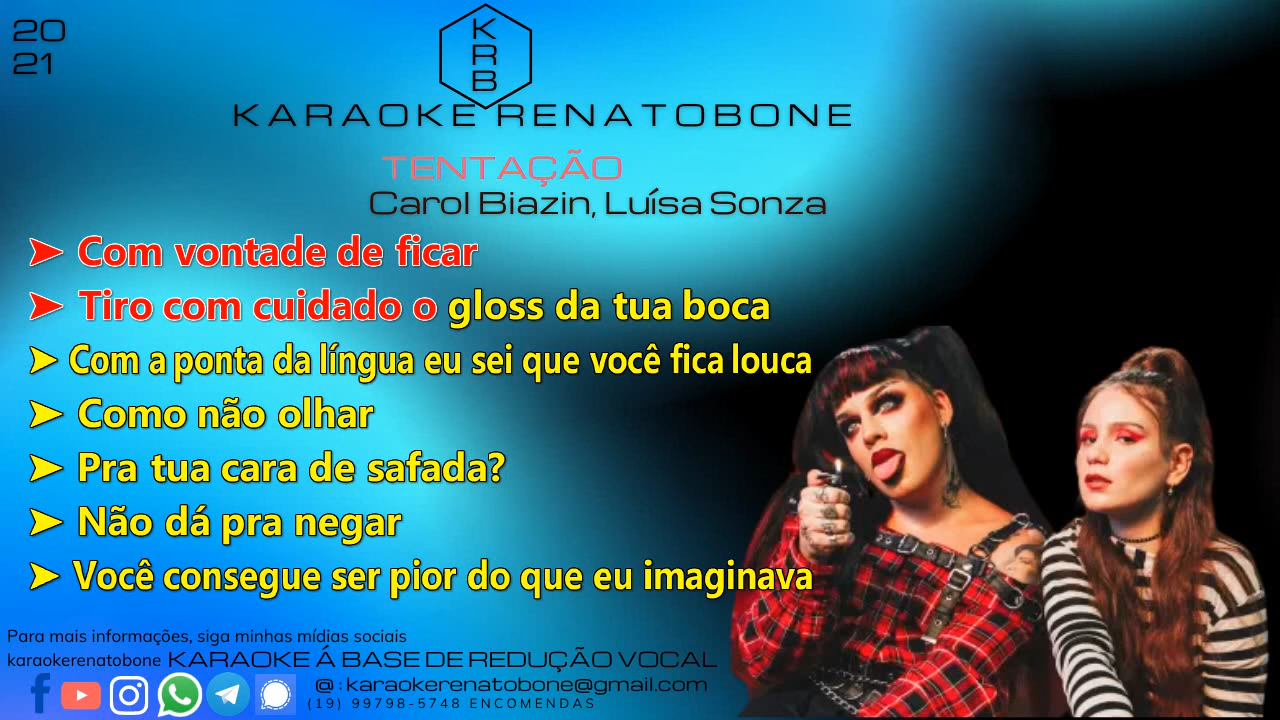 20
21
K
R
B
KARAOKE RENATOBONE
TENTAÇÃO
Carol Biazin, Luísa Sonza
➤ Com vontade de ficar
➤ Tiro com cuidado o gloss da tua boca
➤ Com a ponta da língua eu sei que você fica louca
➤ Como não olhar
➤ Pra tua cara de safada?
➤ Não dá pra negar
➤ Você consegue ser pior do que eu imaginava
Para mais informações, siga minhas mídias sociais
karaokerenatobone KARAOKE Á BASE DE REDUÇÃO VOCAL
@:karaokerenatobone@gmail.com
(19) 99798-5748 ENCOMENDAS